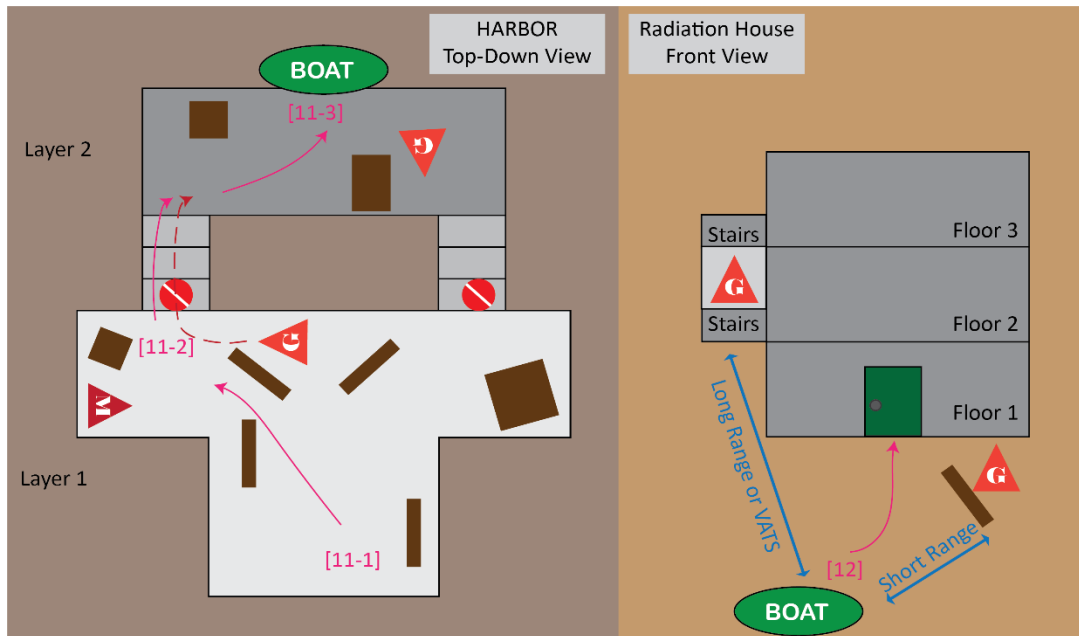 HARBOR
Top-Down View
BOAT
[11-3]
Layer 2
G
[11-2]
G
M
Layer 1
[11-1]
Radiation House
Front View
Floor 3
Stairs
G
Stairs
Floor 2
Floor 1
Long Range or VATS
G
Short Range
[12]
BOAT